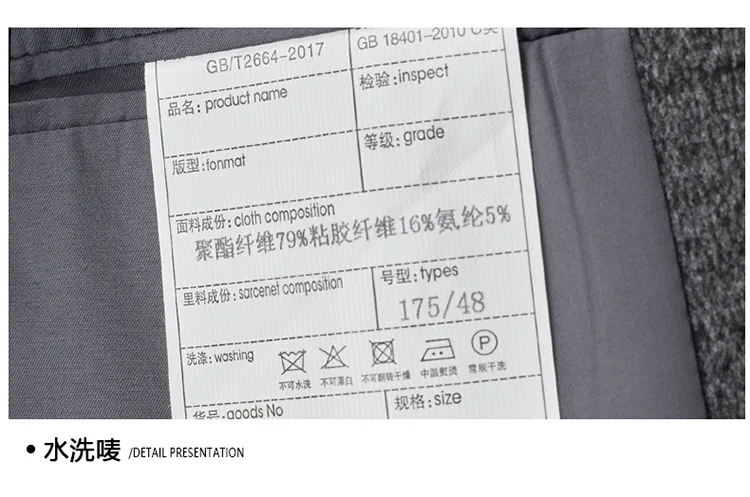 GB/T2664-2017
GB 18401-2010 C类
品名: product name
检验: inspect
版型: fonmat
等级: grade
面料成份: cloth composition
聚酯纤维79%粘胶纤维16%氨纶5%
里料成份: sarcenet composition
号型: types
175/48
洗涤: washing
不可水洗 不可漂白 不可翻转干燥 中温熨烫 常规干洗
P
货号: goods No
规格: size
• 水洗唛 /DETAIL PRESENTATION